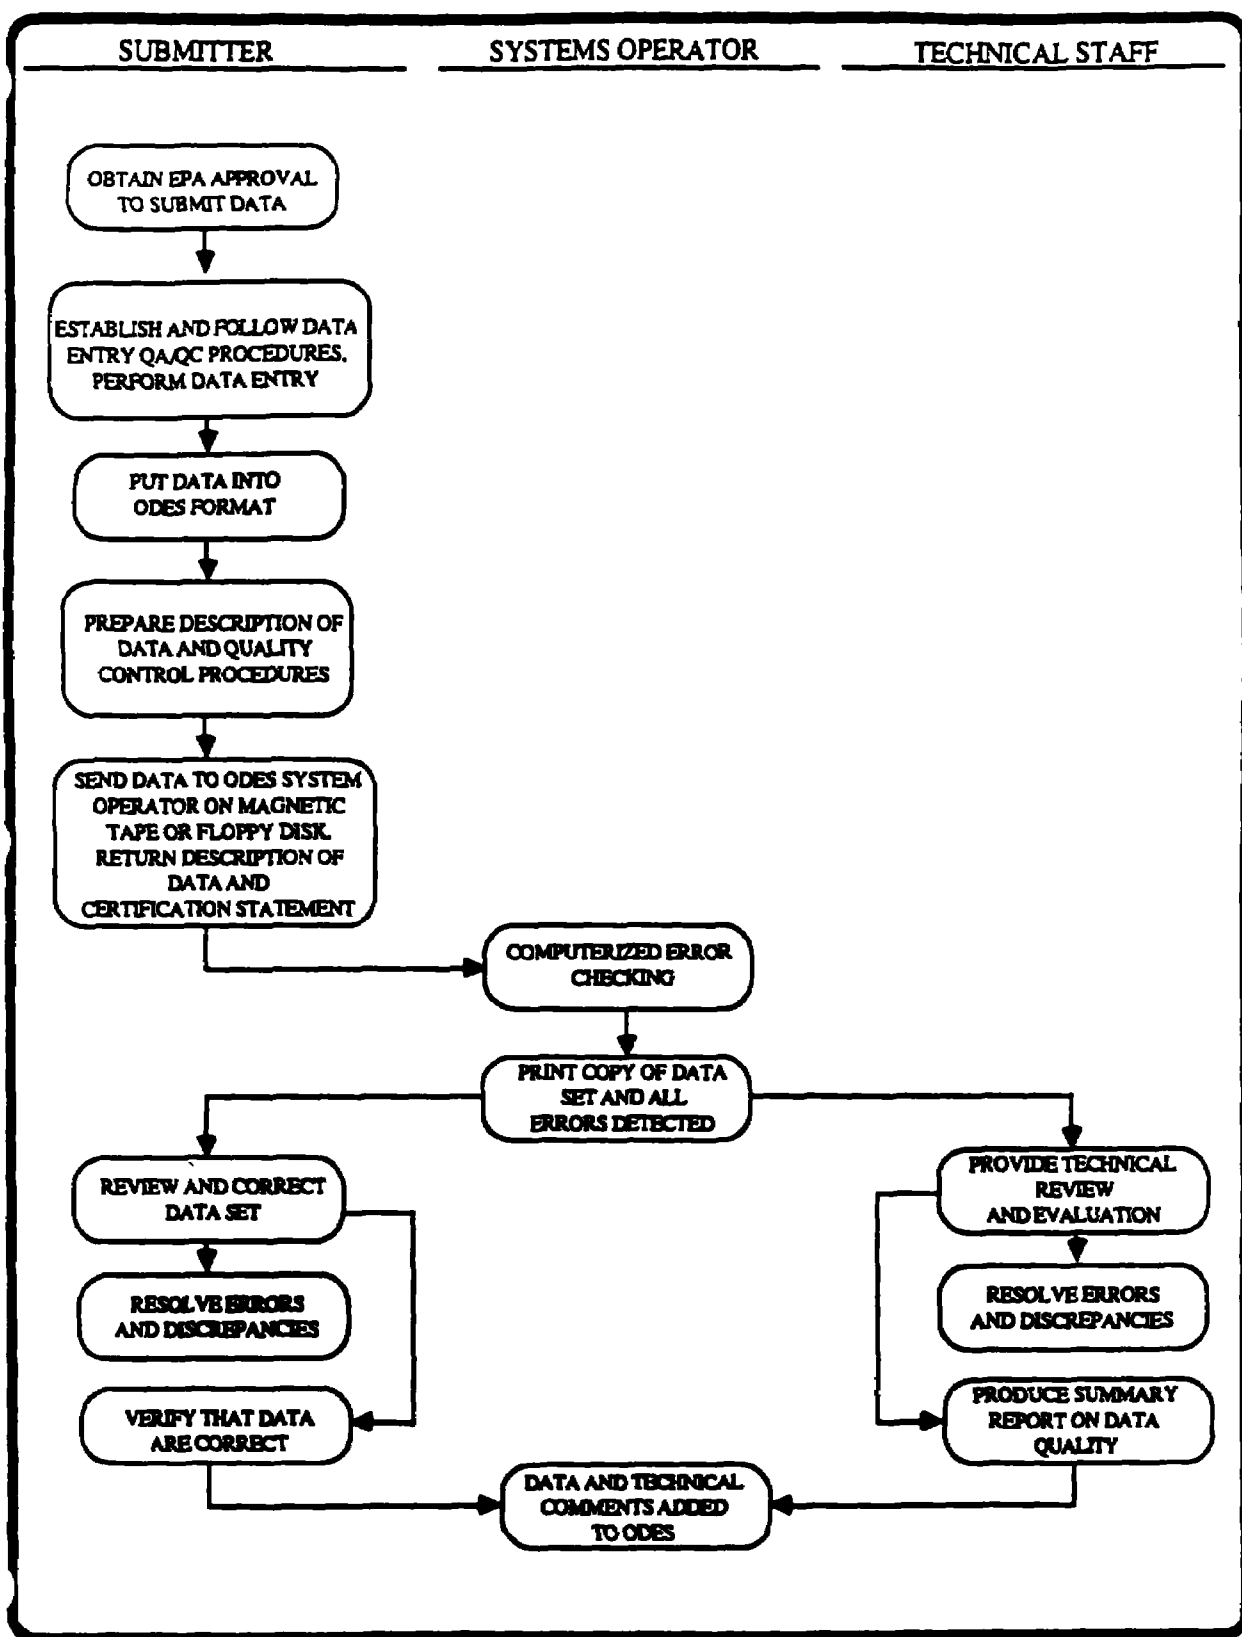 SUBMITTER
SYSTEMS OPERATOR
TECHNICAL STAFF
OBTAIN EPA APPROVAL
TO SUBMIT DATA
ESTABLISH AND FOLLOW DATA
ENTRY QA/QC PROCEDURES.
PERFORM DATA ENTRY
PUT DATA INTO
ODES FORMAT
PREPARE DESCRIPTION OF
DATA AND QUALITY
CONTROL PROCEDURES
SEND DATA TO ODES SYSTEM
OPERATOR ON MAGNETIC
TAPE OR FLOPPY DISK.
RETURN DESCRIPTION OF
DATA AND
CERTIFICATION STATEMENT
COMPUTERIZED ERROR
CHECKING
PRINT COPY OF DATA
SET AND ALL
ERRORS DETECTED
REVIEW AND CORRECT
DATA SET
PROVIDE TECHNICAL
REVIEW
AND EVALUATION
RESOLVE ERRORS
AND DISCREPANCIES
RESOLVE ERRORS
AND DISCREPANCIES
VERIFY THAT DATA
ARE CORRECT
PRODUCE SUMMARY
REPORT ON DATA
QUALITY
DATA AND TECHNICAL
COMMENTS ADDED
TO ODES